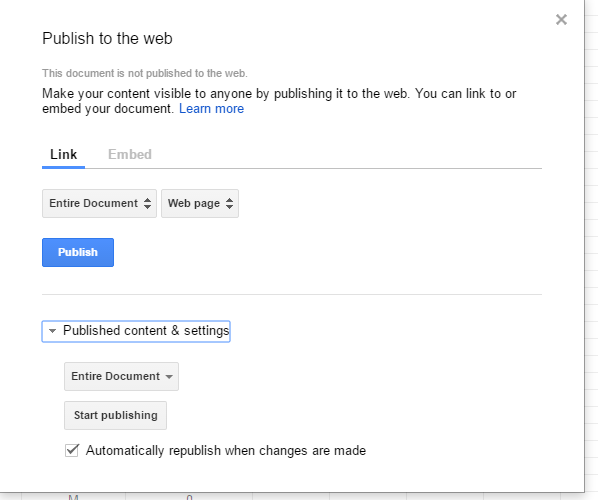 Publish to the web
This document is not published to the web.
Make your content visible to anyone by publishing it to the web. You can link to or
embed your document. Learn more
Link Embed
Entire Document Web page
Publish
Published content & settings
Entire Document
Start publishing
Automatically republish when changes are made
M 0